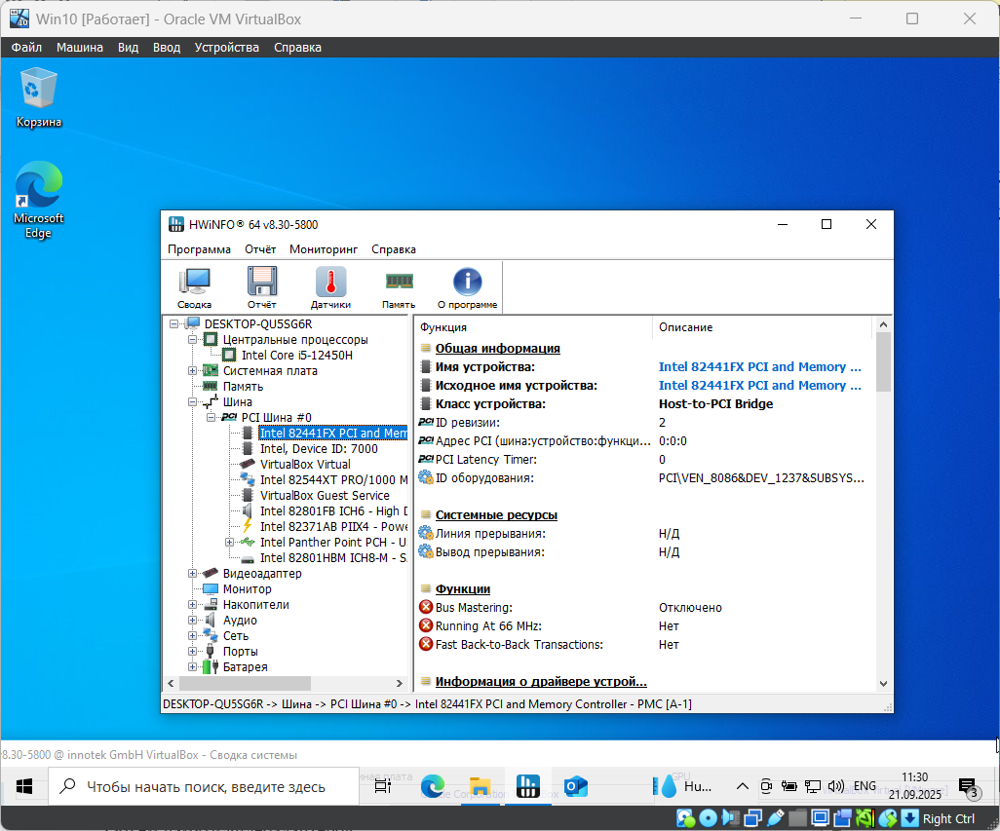 Win10 [Работает] - Oracle VM VirtualBox
Файл Машина Вид Ввод Устройства Справка
Корзина
Microsoft
Edge
HWiNFO® 64 v8.30-5800
Программа Отчёт Мониторинг Справка
Сводка Отчёт Датчики Память О программе
DESKTOP-QU5SG6R
Центральные процессоры
Intel Core i5-12450H
Системная плата
Память
Шина
PCI PCI Шина #0
Intel 82441FX PCI and Mem
Intel, Device ID: 7000
VirtualBox Virtual
Intel 82544XT PRO/1000 M
VirtualBox Guest Service
Intel 82801FB ICH6 - High D
Intel 82371AB PIIX4 - Powe
Intel Panther Point PCH - U
Intel 82801HBM ICH8-M - S
Видеоадаптер
Монитор
Накопители
Аудио
Сеть
Порты
Батарея
Функция Описание
Общая информация
Имя устройства: Intel 82441FX PCI and Memory ...
Исходное имя устройства: Intel 82441FX PCI and Memory ...
Класс устройства: Host-to-PCI Bridge
PCI ID ревизии: 2
PCI Адрес PCI (шина:устройство:функци... 0:0:0
PCI PCI Latency Timer: 0
ID оборудования: PCI\VEN_8086&DEV_1237&SUBSYS...
Системные ресурсы
Линия прерывания: Н/Д
Вывод прерывания: Н/Д
Функции
Bus Mastering: Отключено
Running At 66 MHz: Нет
Fast Back-to-Back Transactions: Нет
Информация о драйвере устрой...
DESKTOP-QU5SG6R -> Шина -> PCI Шина #0 -> Intel 82441FX PCI and Memory Controller - PMC [A-1]
v8.30-5800 @ innotek GmbH VirtualBox - Сводка системы
Чтобы начать поиск, введите здесь
Ну... ENG 11:30
21.09.2025
3
Right Ctrl